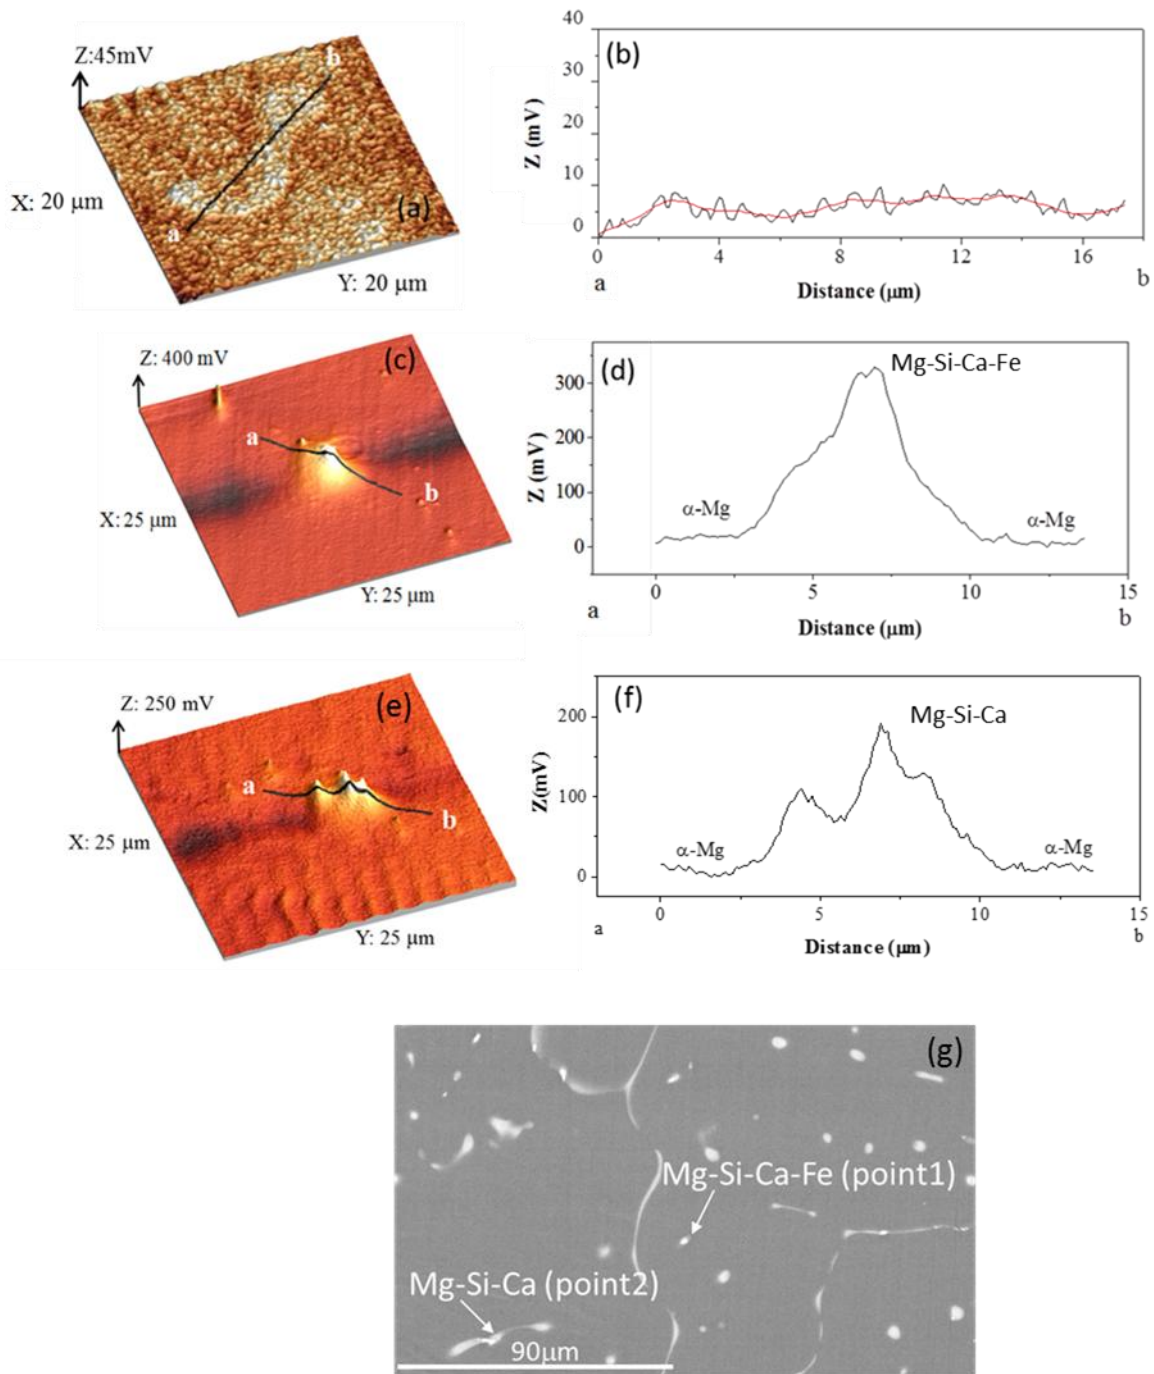 Z:45mV
b
X: 20 μm
(a)
a
Y: 20 μm
(b)
40
30
20
10
0
Z (mV)
0 4 8 12 16
a b
Distance (μm)
Z: 400 mV
(c)
a
b
X: 25 μm
Y: 25 μm
(d)
Mg-Si-Ca-Fe
300
200
100
0
Z (mV)
α-Mg α-Mg
0 5 10 15
a b
Distance (μm)
Z: 250 mV
(e)
a
b
X: 25 μm
Y: 25 μm
(f)
Mg-Si-Ca
200
100
0
Z(mV)
α-Mg α-Mg
0 5 10 15
a b
Distance (μm)
(g)
Mg-Si-Ca-Fe (point1)
Mg-Si-Ca (point2)
90μm